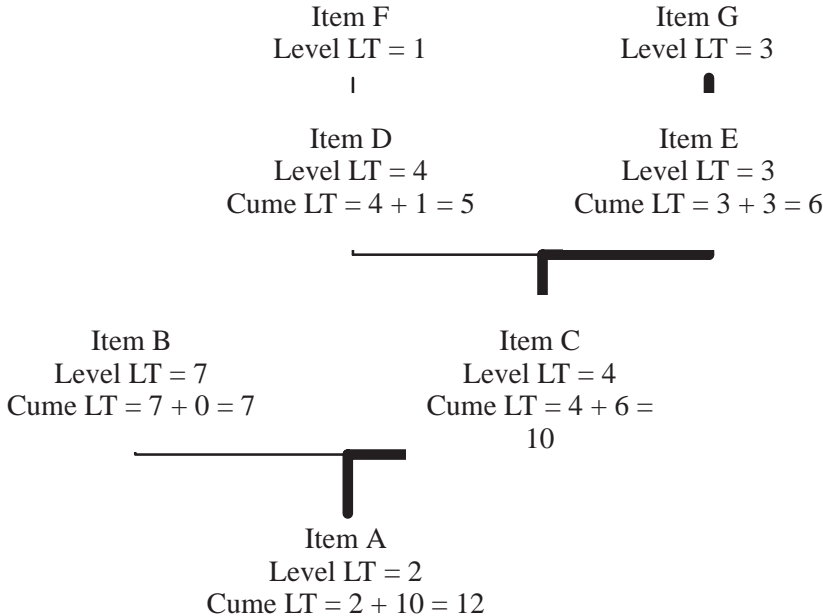 Item F
Level LT = 1
Item G
Level LT = 3
Item D
Level LT = 4
Cume LT = 4 + 1 = 5
Item E
Level LT = 3
Cume LT = 3 + 3 = 6
Item B
Level LT = 7
Cume LT = 7 + 0 = 7
Item C
Level LT = 4
Cume LT = 4 + 6 =
10
Item A
Level LT = 2
Cume LT = 2 + 10 = 12